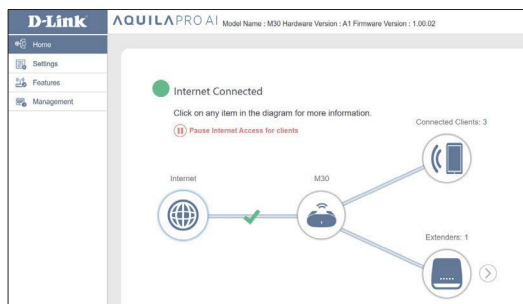 D-Link
AQUILA PRO AI Model Name : M30 Hardware Version : A1 Firmware Version : 1.00.02
Home
Settings
Features
Management
Internet Connected
Click on any item in the diagram for more information.
Pause Internet Access for clients
Connected Clients: 3
Internet
M30
Extenders: 1